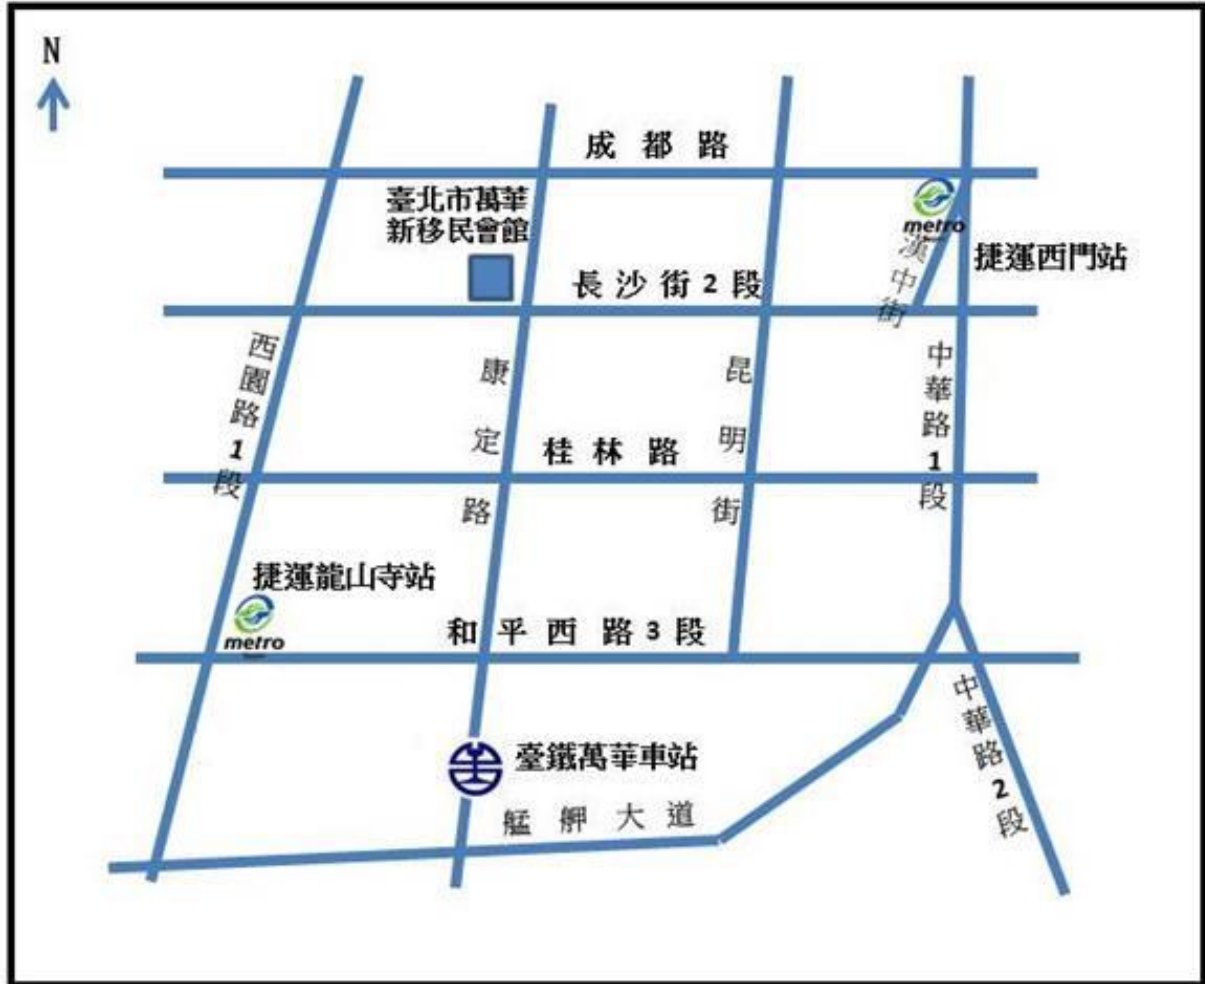 N
成都路
臺北市萬華
新移民會館
metro
漢中街
捷運西門站
長沙街2段
西園路1段
康定路
昆明街
中華路1段
桂林路
捷運龍山寺站
metro
和平西路3段
中華路2段
臺鐵萬華車站
艋舺大道